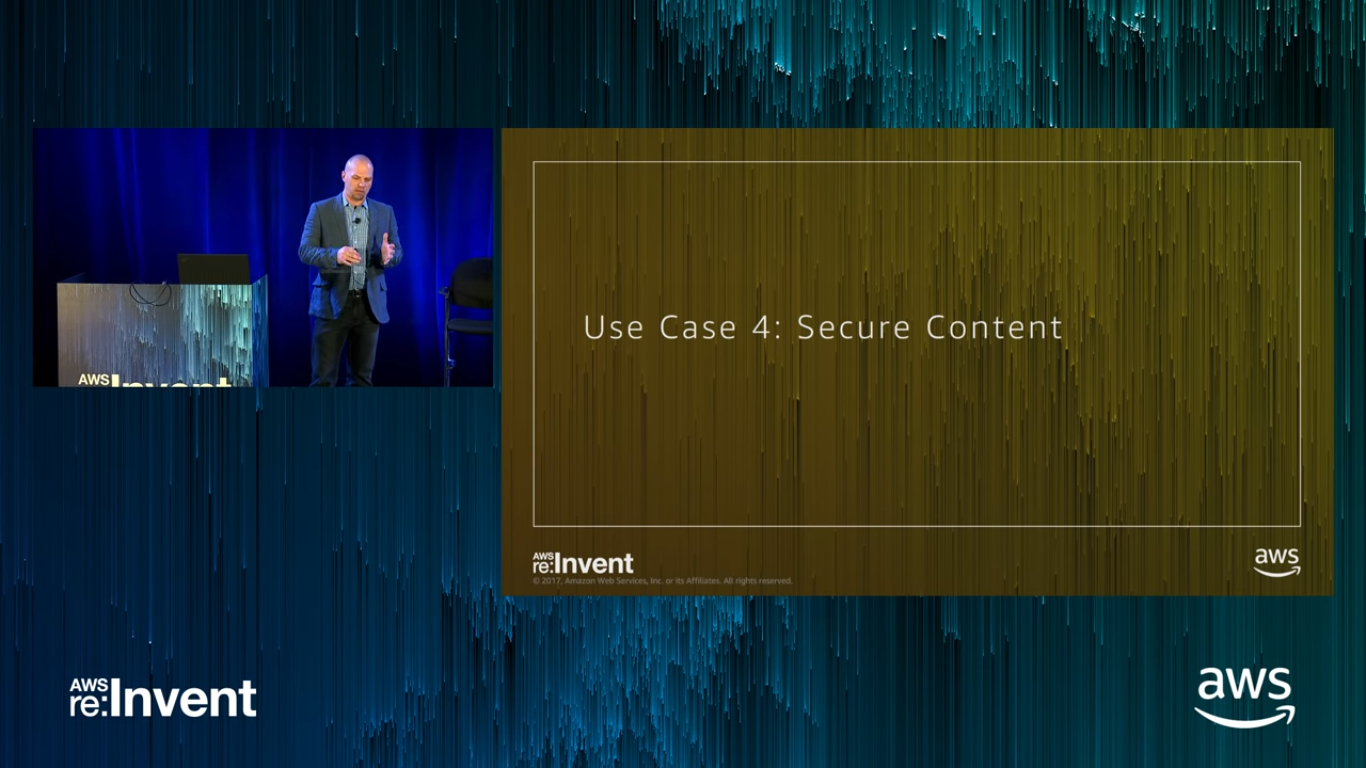 AWS
re:Invent
Use Case 4: Secure Content
AWS
re:Invent
© 2017, Amazon Web Services, Inc. or its Affiliates. All rights reserved.
aws
AWS
re:Invent
aws